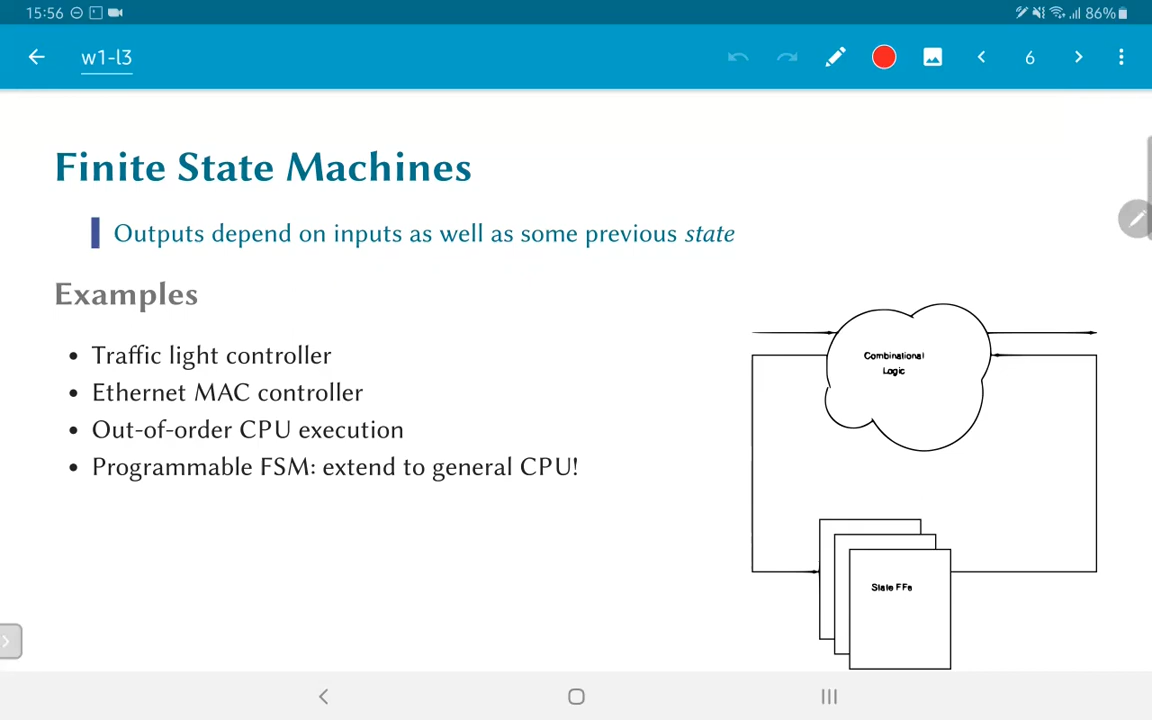 15:56
86%
w1-l3
6
Finite State Machines
Outputs depend on inputs as well as some previous state
Examples
• Traffic light controller
• Ethernet MAC controller
• Out-of-order CPU execution
• Programmable FSM: extend to general CPU!
Combinational
Logic
State FFs